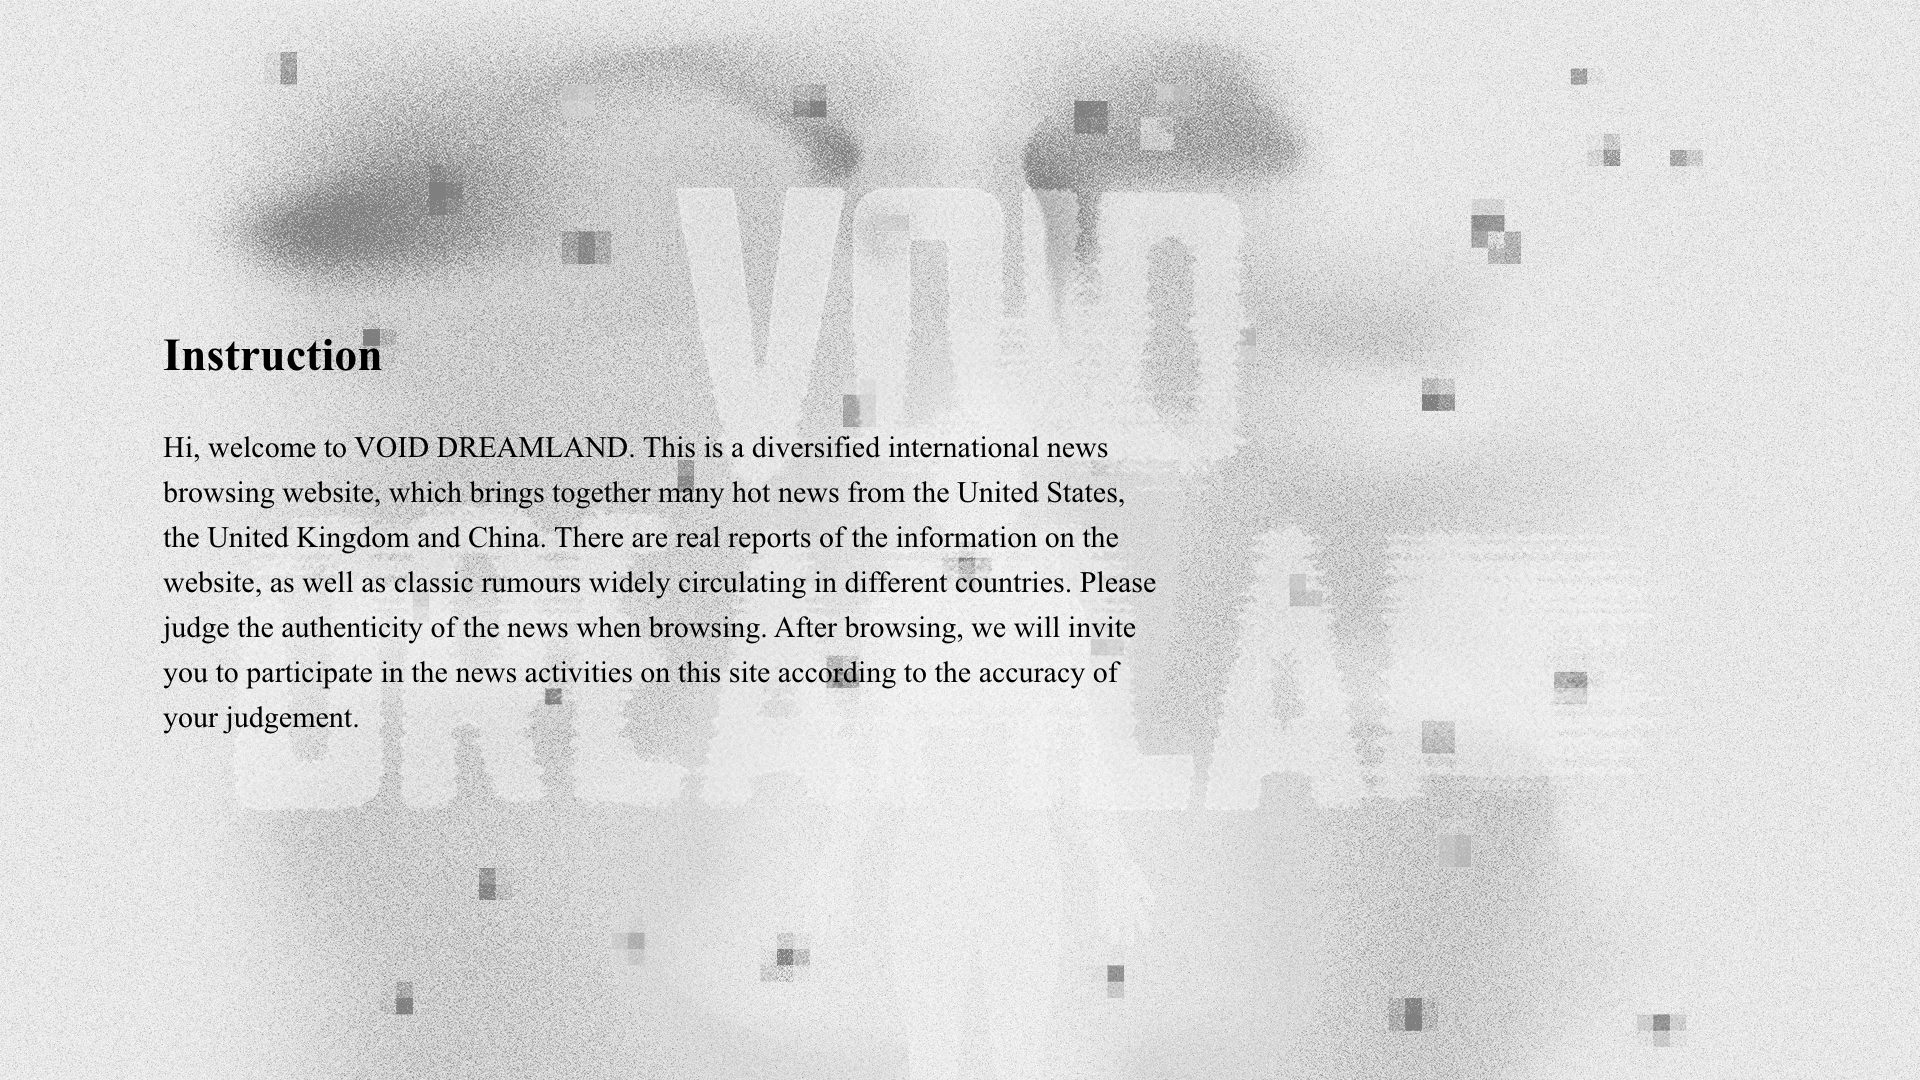 VOID
DREAMLAND
Instruction
Hi, welcome to VOID DREAMLAND. This is a diversified international news
browsing website, which brings together many hot news from the United States,
the United Kingdom and China. There are real reports of the information on the
website, as well as classic rumours widely circulating in different countries. Please
judge the authenticity of the news when browsing. After browsing, we will invite
you to participate in the news activities on this site according to the accuracy of
your judgement.